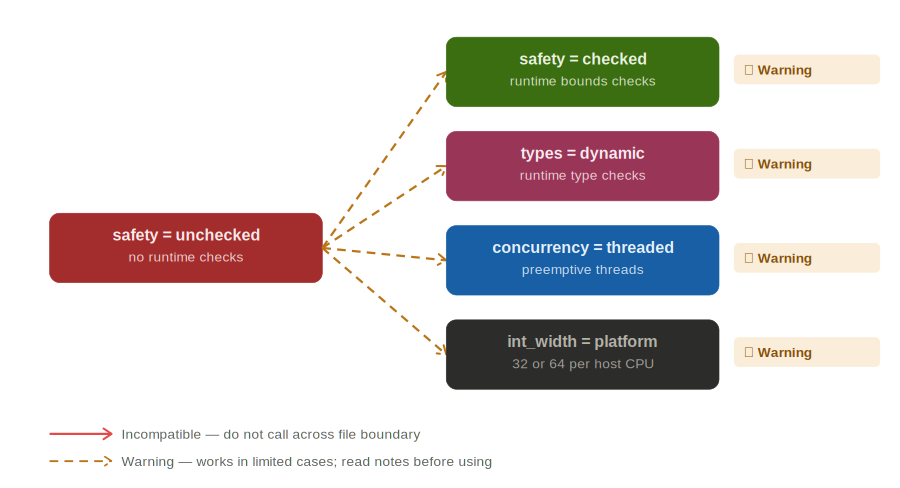 safety = checked
runtime bounds checks
Warning
types = dynamic
runtime type checks
Warning
safety = unchecked
no runtime checks
concurrency = threaded
preemptive threads
Warning
int_width = platform
32 or 64 per host CPU
Warning
Incompatible — do not call across file boundary
Warning — works in limited cases; read notes before using